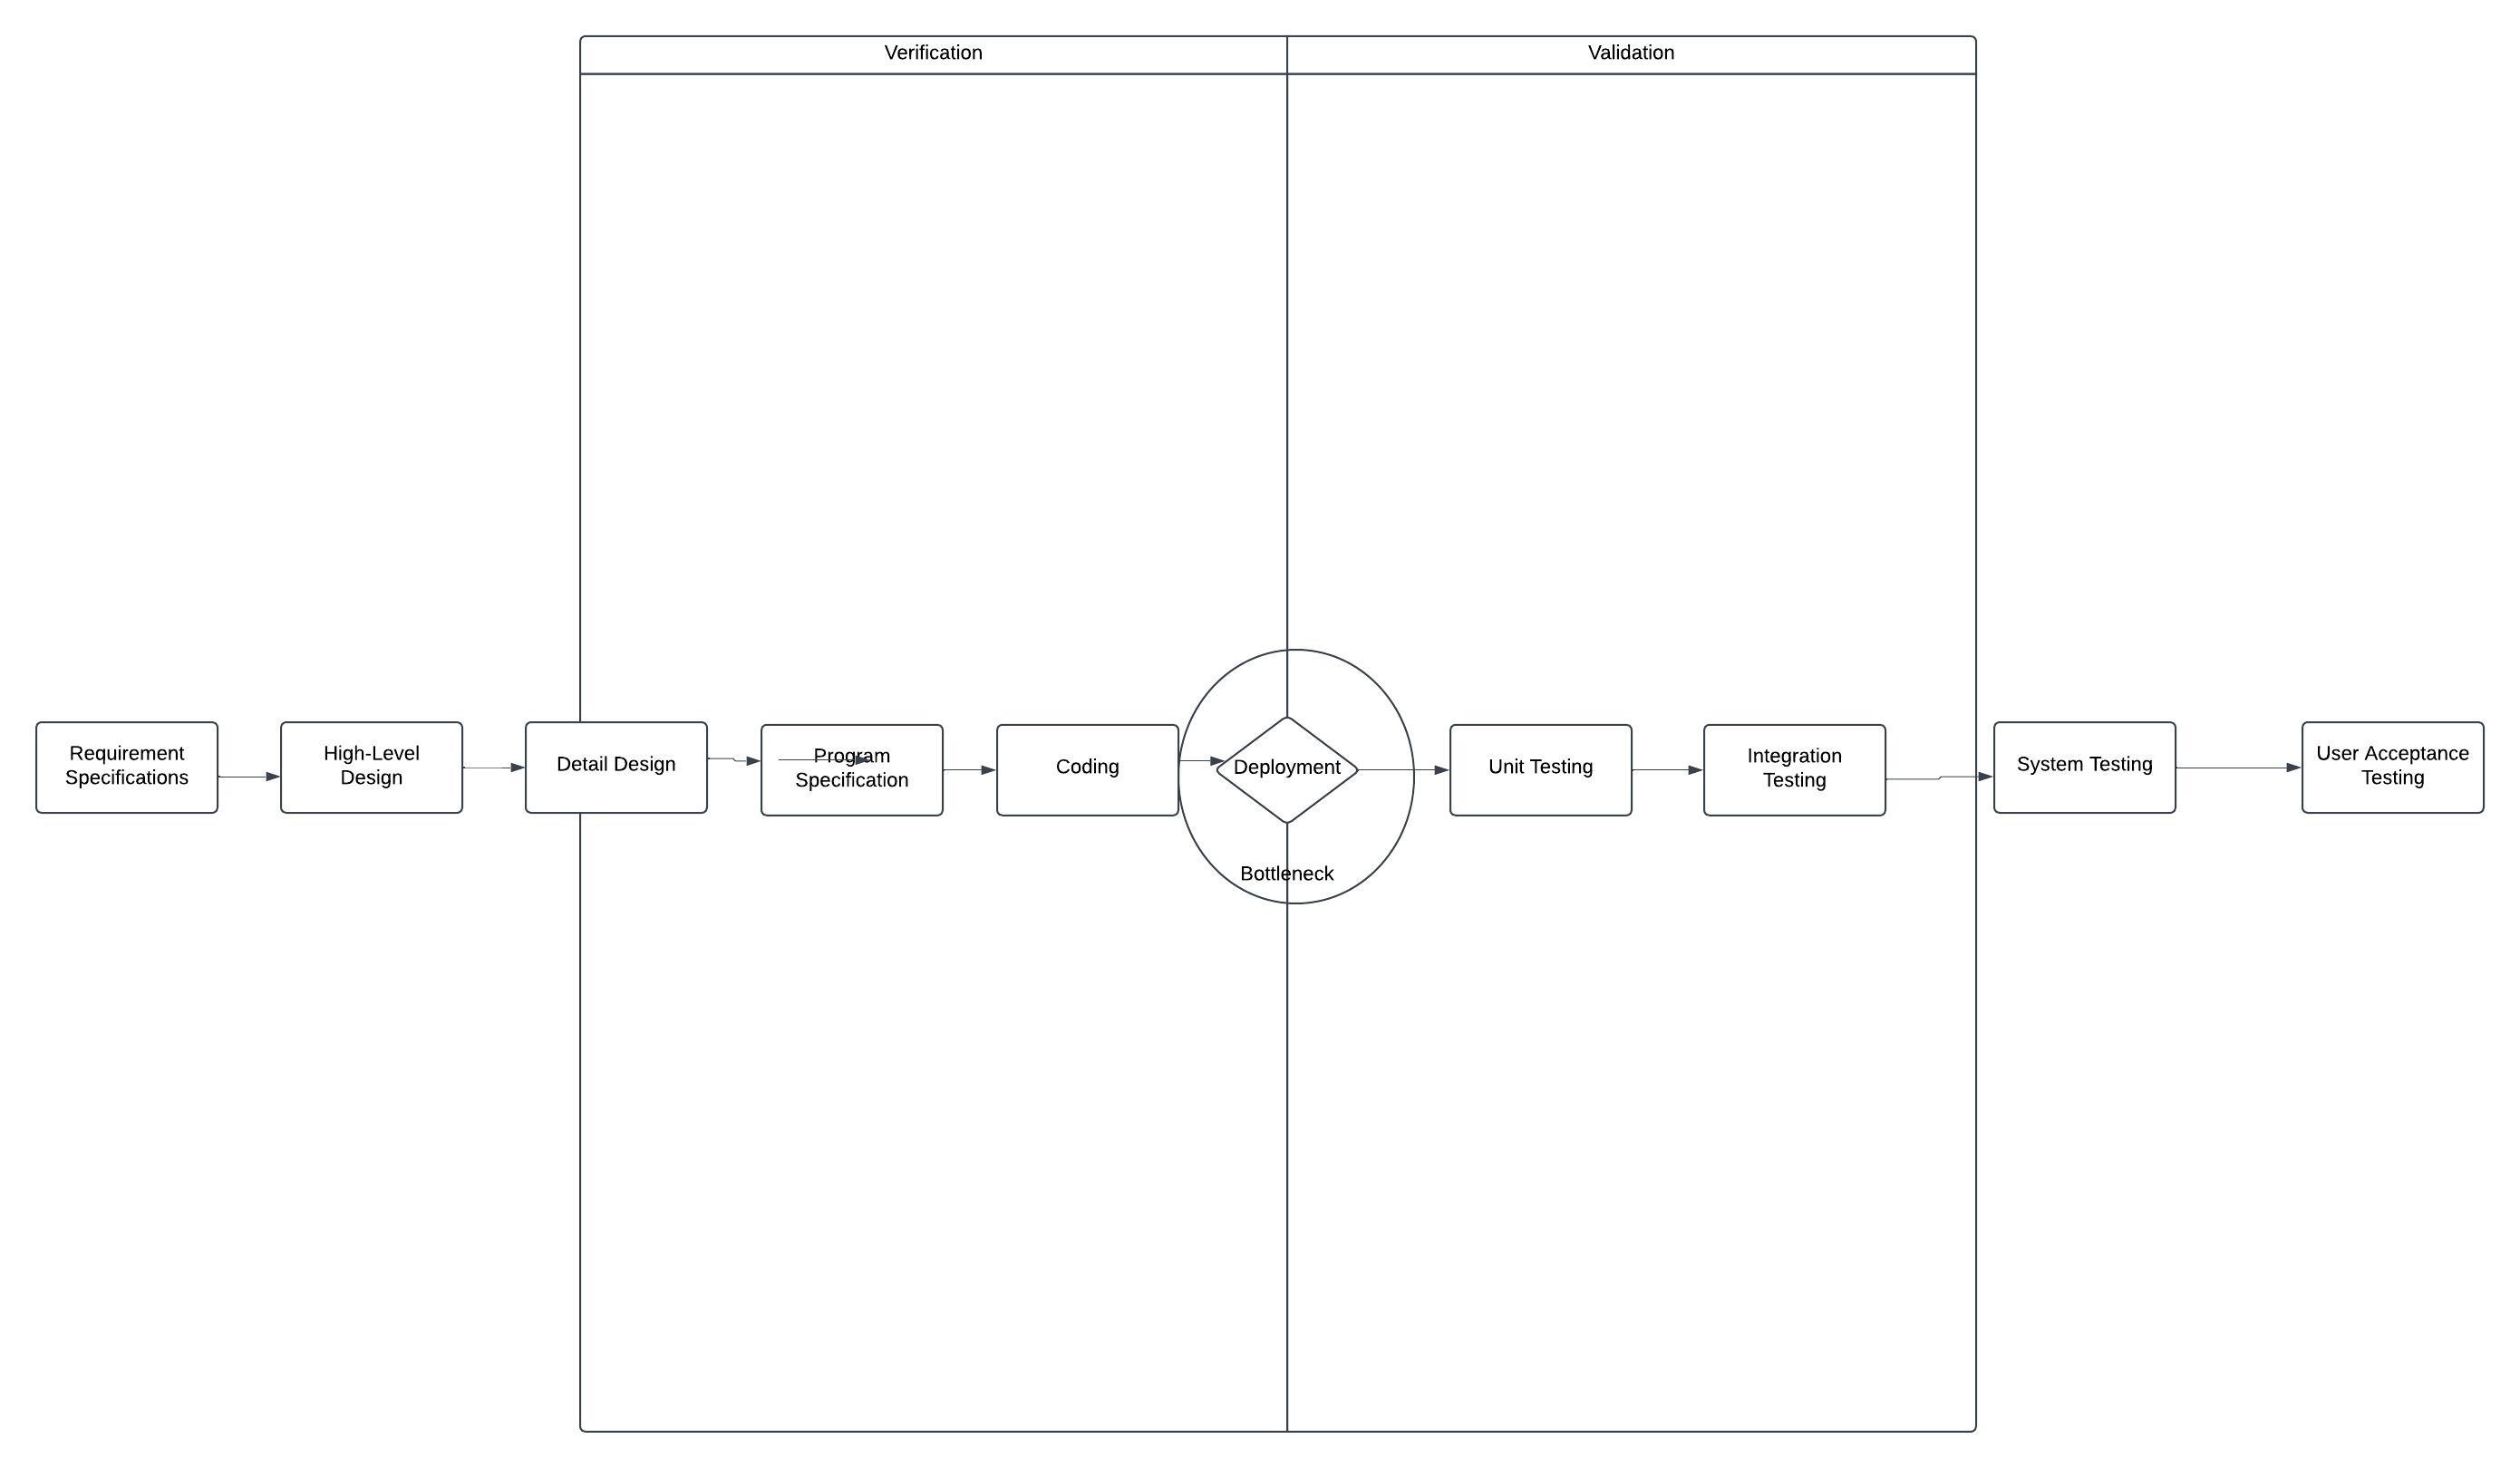 Verification
Validation
Requirement
Specifications
High-Level
Design
Detail Design
Program
Specification
Coding
Deployment
Bottleneck
Unit Testing
Integration
Testing
System Testing
User Acceptance
Testing